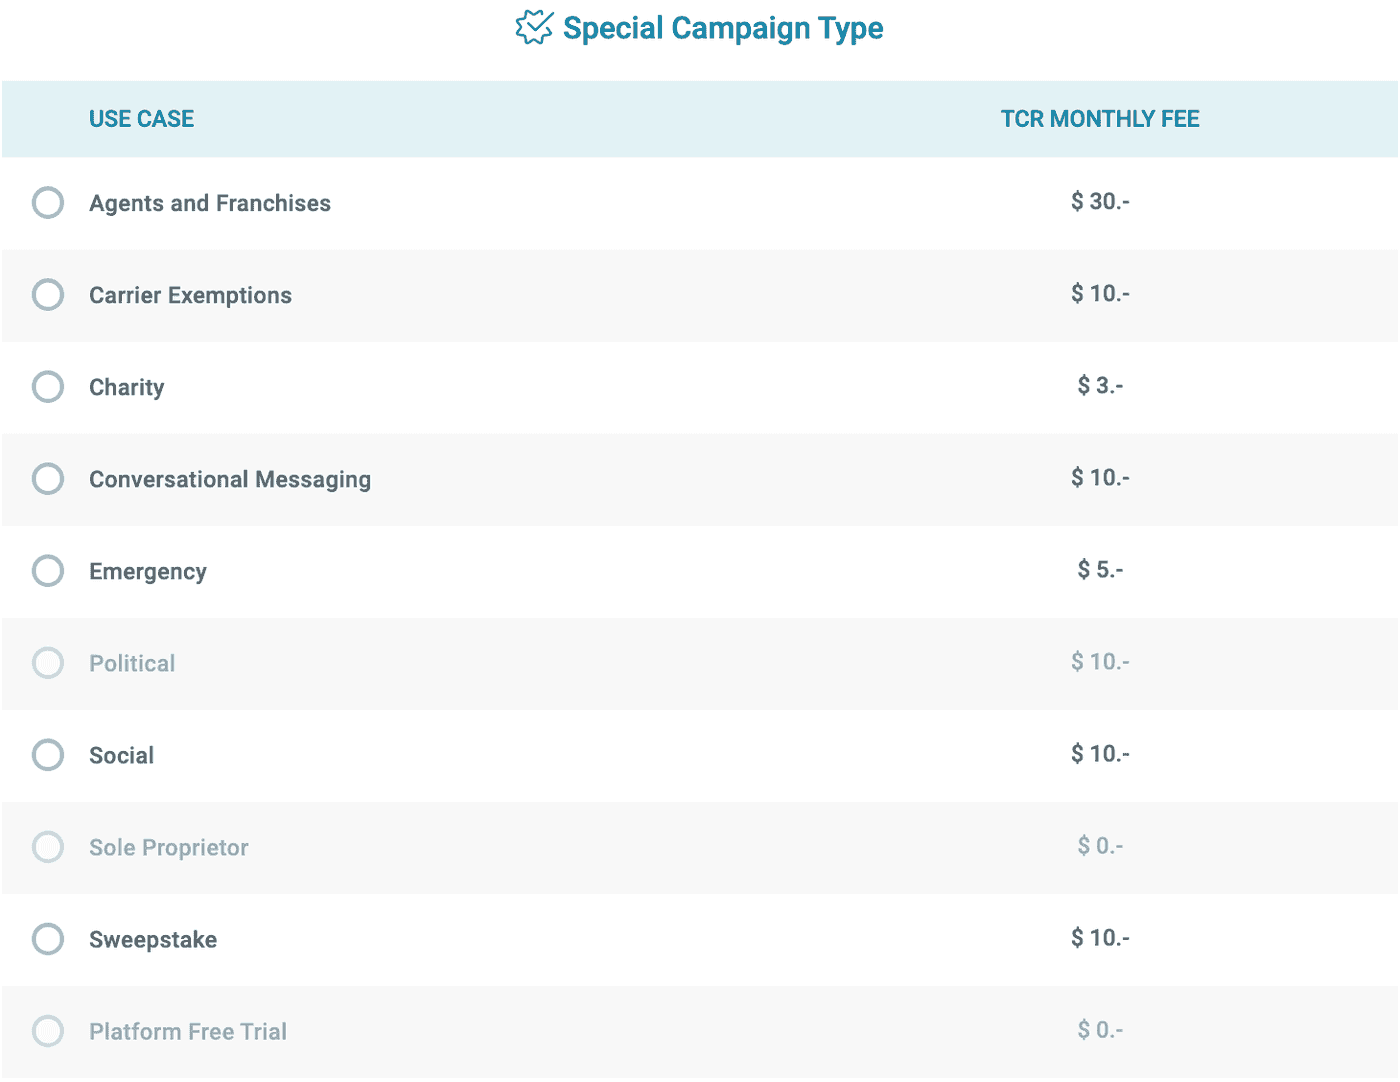 Special Campaign Type
USE CASE TCR MONTHLY FEE
Agents and Franchises $ 30.-
Carrier Exemptions $ 10.-
Charity $ 3.-
Conversational Messaging $ 10.-
Emergency $ 5.-
Political $ 10.-
Social $ 10.-
Sole Proprietor $ 0.-
Sweepstake $ 10.-
Platform Free Trial $ 0.-